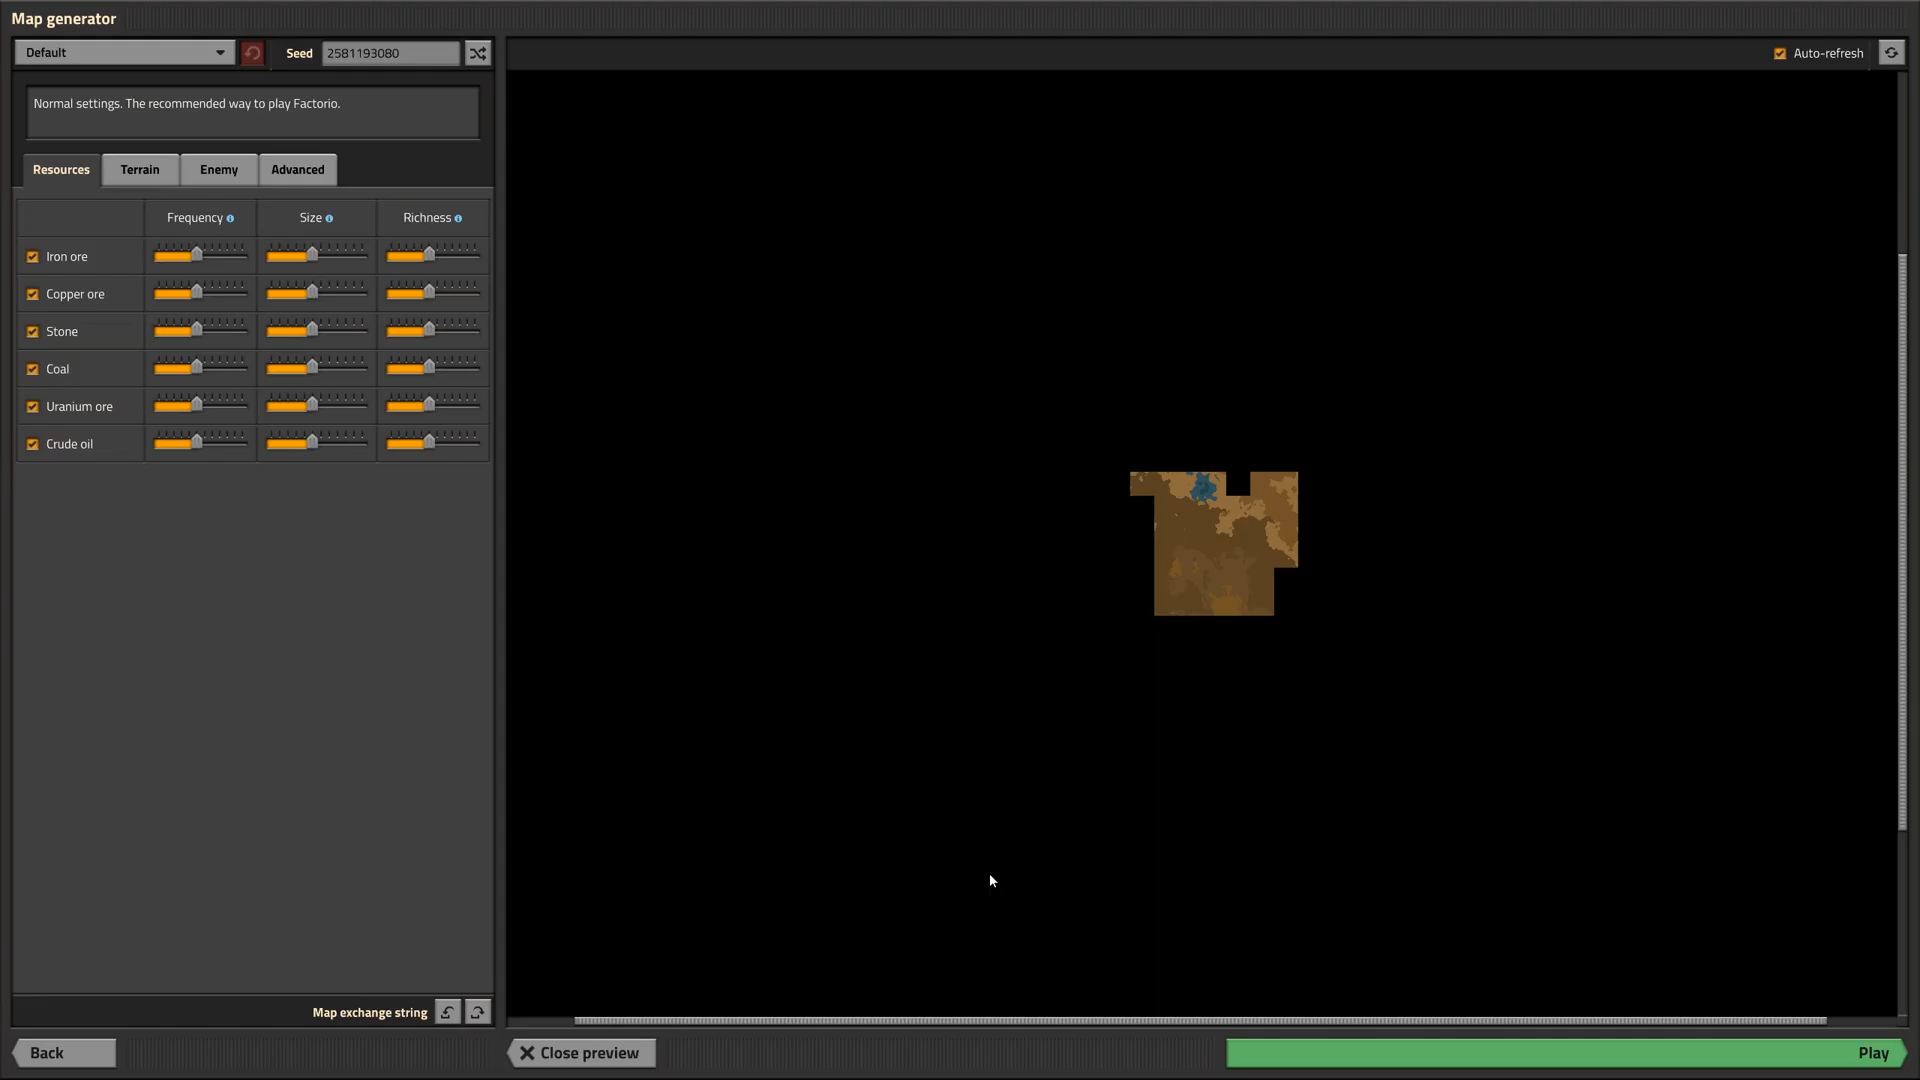 Map generator
Default
Seed
2581193080
Auto-refresh
Normal settings. The recommended way to play Factorio.
Resources
Terrain
Enemy
Advanced
Frequency
Size
Richness
Iron ore
Copper ore
Stone
Coal
Uranium ore
Crude oil
Map exchange string
Back
Close preview
Play